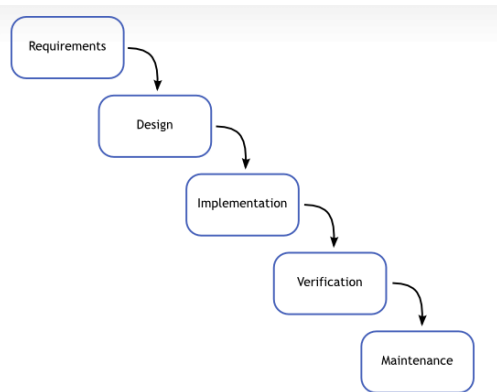 Requirements
Design
Implementation
Verification
Maintenance